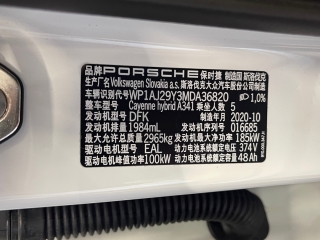 品牌 PORSCHE 保时捷 制造国 斯洛伐克
Volkswagen Slovakia a.s. 斯洛伐克大众汽车股份公司 制造
车辆识别代号 WP1AJ29Y3MDA36820 1,0%
整车型号 Cayenne hybrid A341 乘坐人数 5
发动机型号 DFK 制造年月 2020-10
发动机排量 1984mL 发动机号 016685
最大允许总质量 2965kg 发动机最大净功率 185kW
驱动电机型号 EAL 动力电池系统额定电压 374V
驱动电机峰值功率 100kW 动力电池系统额定容量 48Ah